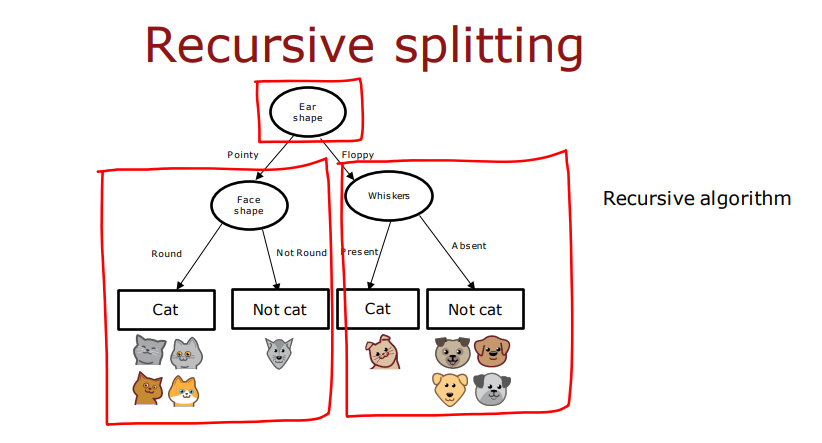 Recursive splitting
Ear
shape
Pointy
Floppy
Face
shape
Whiskers
Recursive algorithm
Round
Not Round
Present
Absent
Cat
Not cat
Cat
Not cat